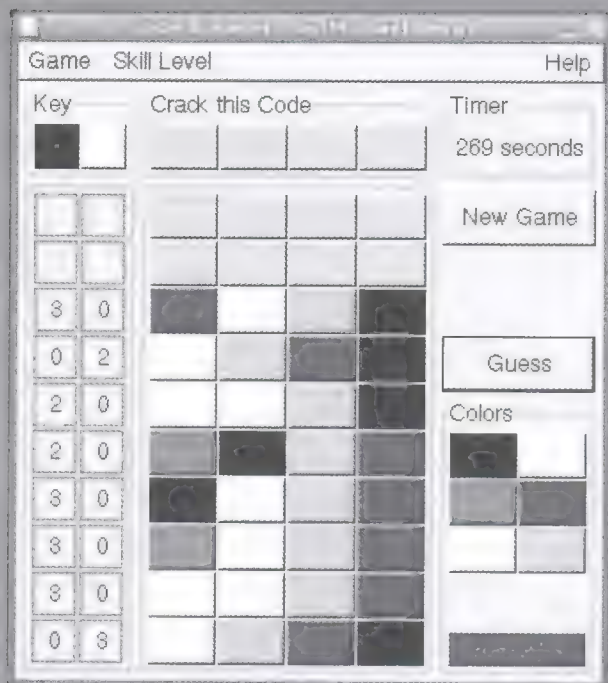 Game Skill Level Help
Key Crack this Code Timer
269 seconds
New Game
3 0
0 2
Guess
2 0
Colors
2 0
3 0
3 0
3 0
0 3